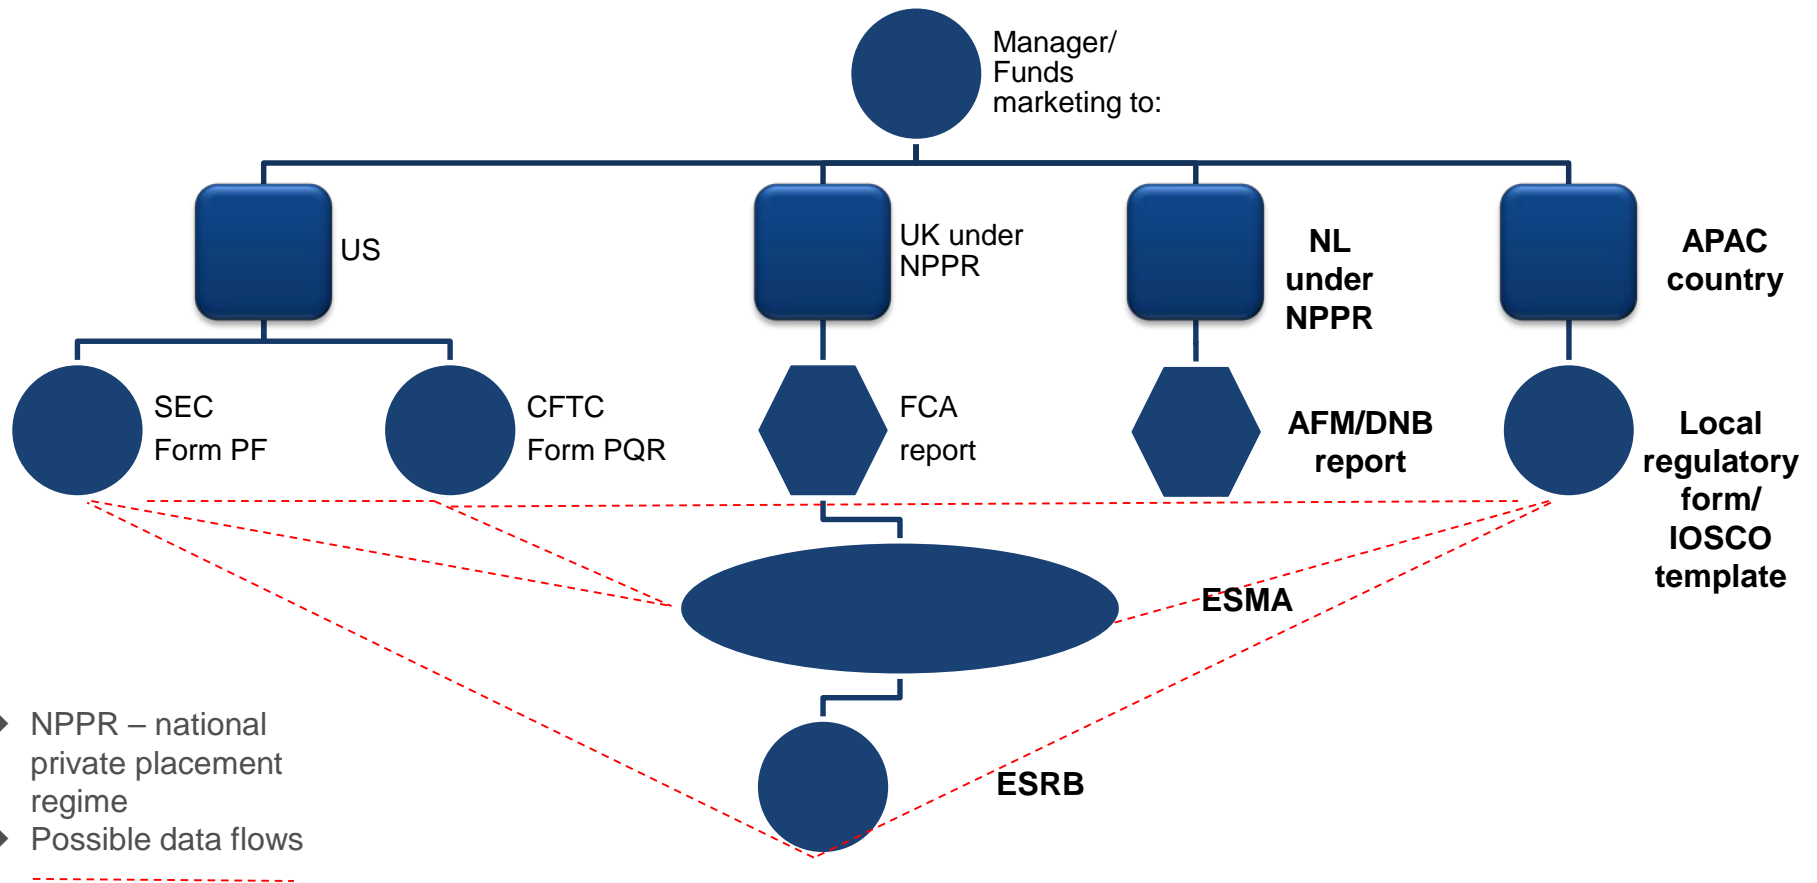 Manager/
Funds
marketing to:
US
UK under
NPPR
NL
under
NPPR
APAC
country
SEC
Form PF
CFTC
Form PQR
FCA
report
AFM/DNB
report
Local
regulatory
form/
IOSCO
template
ESMA
ESRB
NPPR – national
private placement
regime
Possible data flows